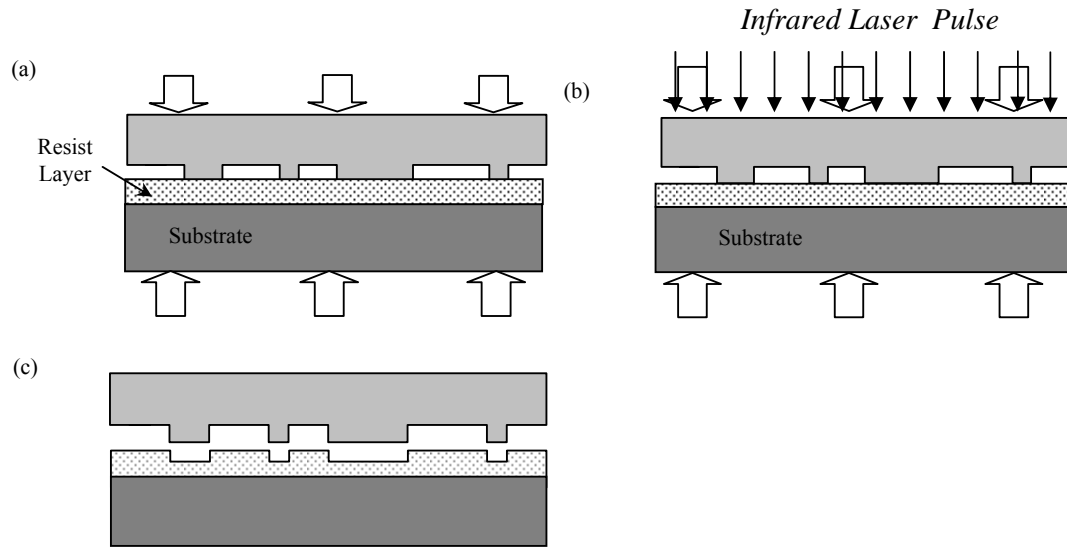 Infrared Laser Pulse
(a)
(b)
Resist
Layer
Substrate
Substrate
(c)